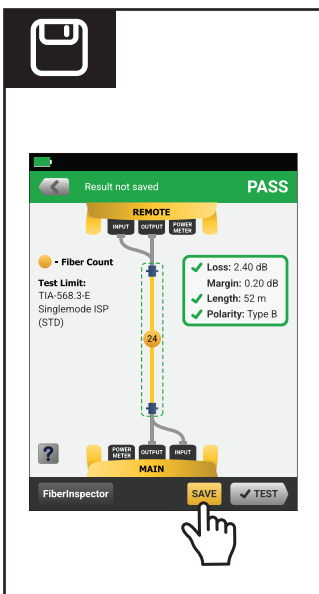 Result not saved
PASS
REMOTE
INPUT
OUTPUT
POWER
METER
- Fiber Count
Test Limit:
TIA-568.3-E
Singlemode ISP
(STD)
Loss: 2.40 dB
Margin: 0.20 dB
Length: 52 m
Polarity: Type B
24
?
POWER
METER
OUTPUT
INPUT
MAIN
FiberInspector
SAVE
TEST